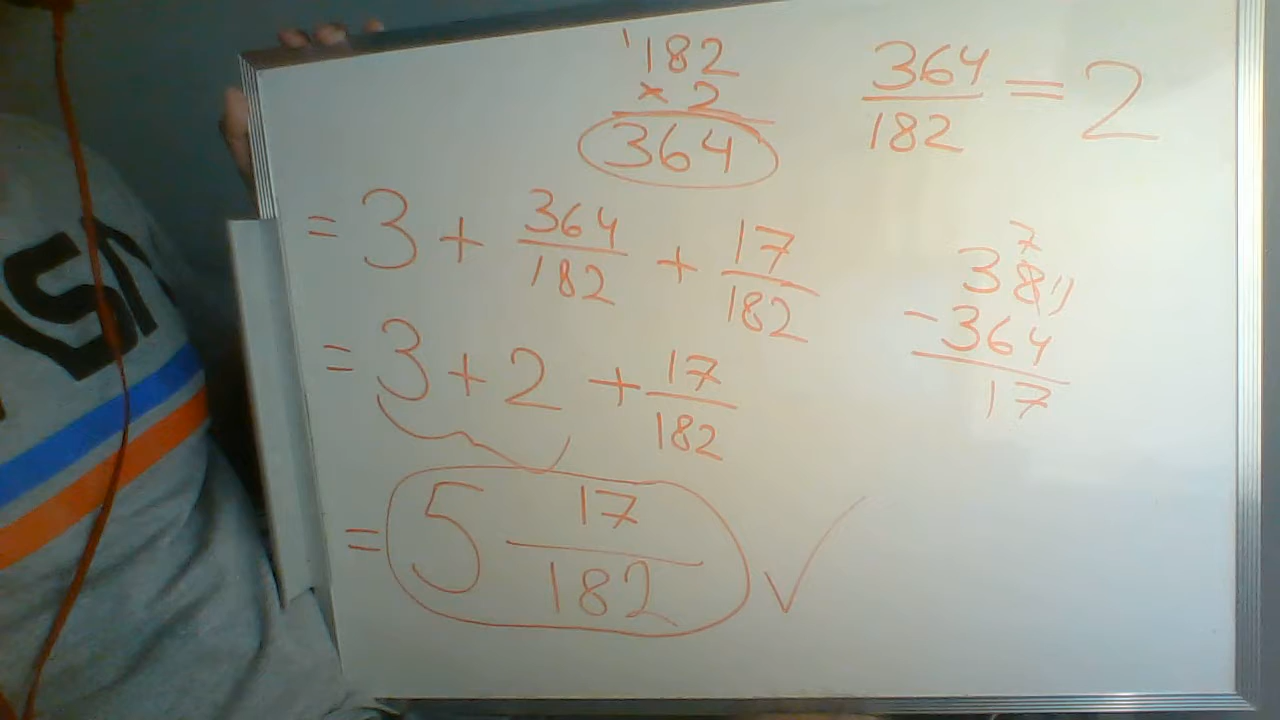 182
× 2
364
364/182 = 2
= 3 + 364/182 + 17/182
7
381
- 364
17
= 3 + 2 + 17/182
= 5 17/182 ✓